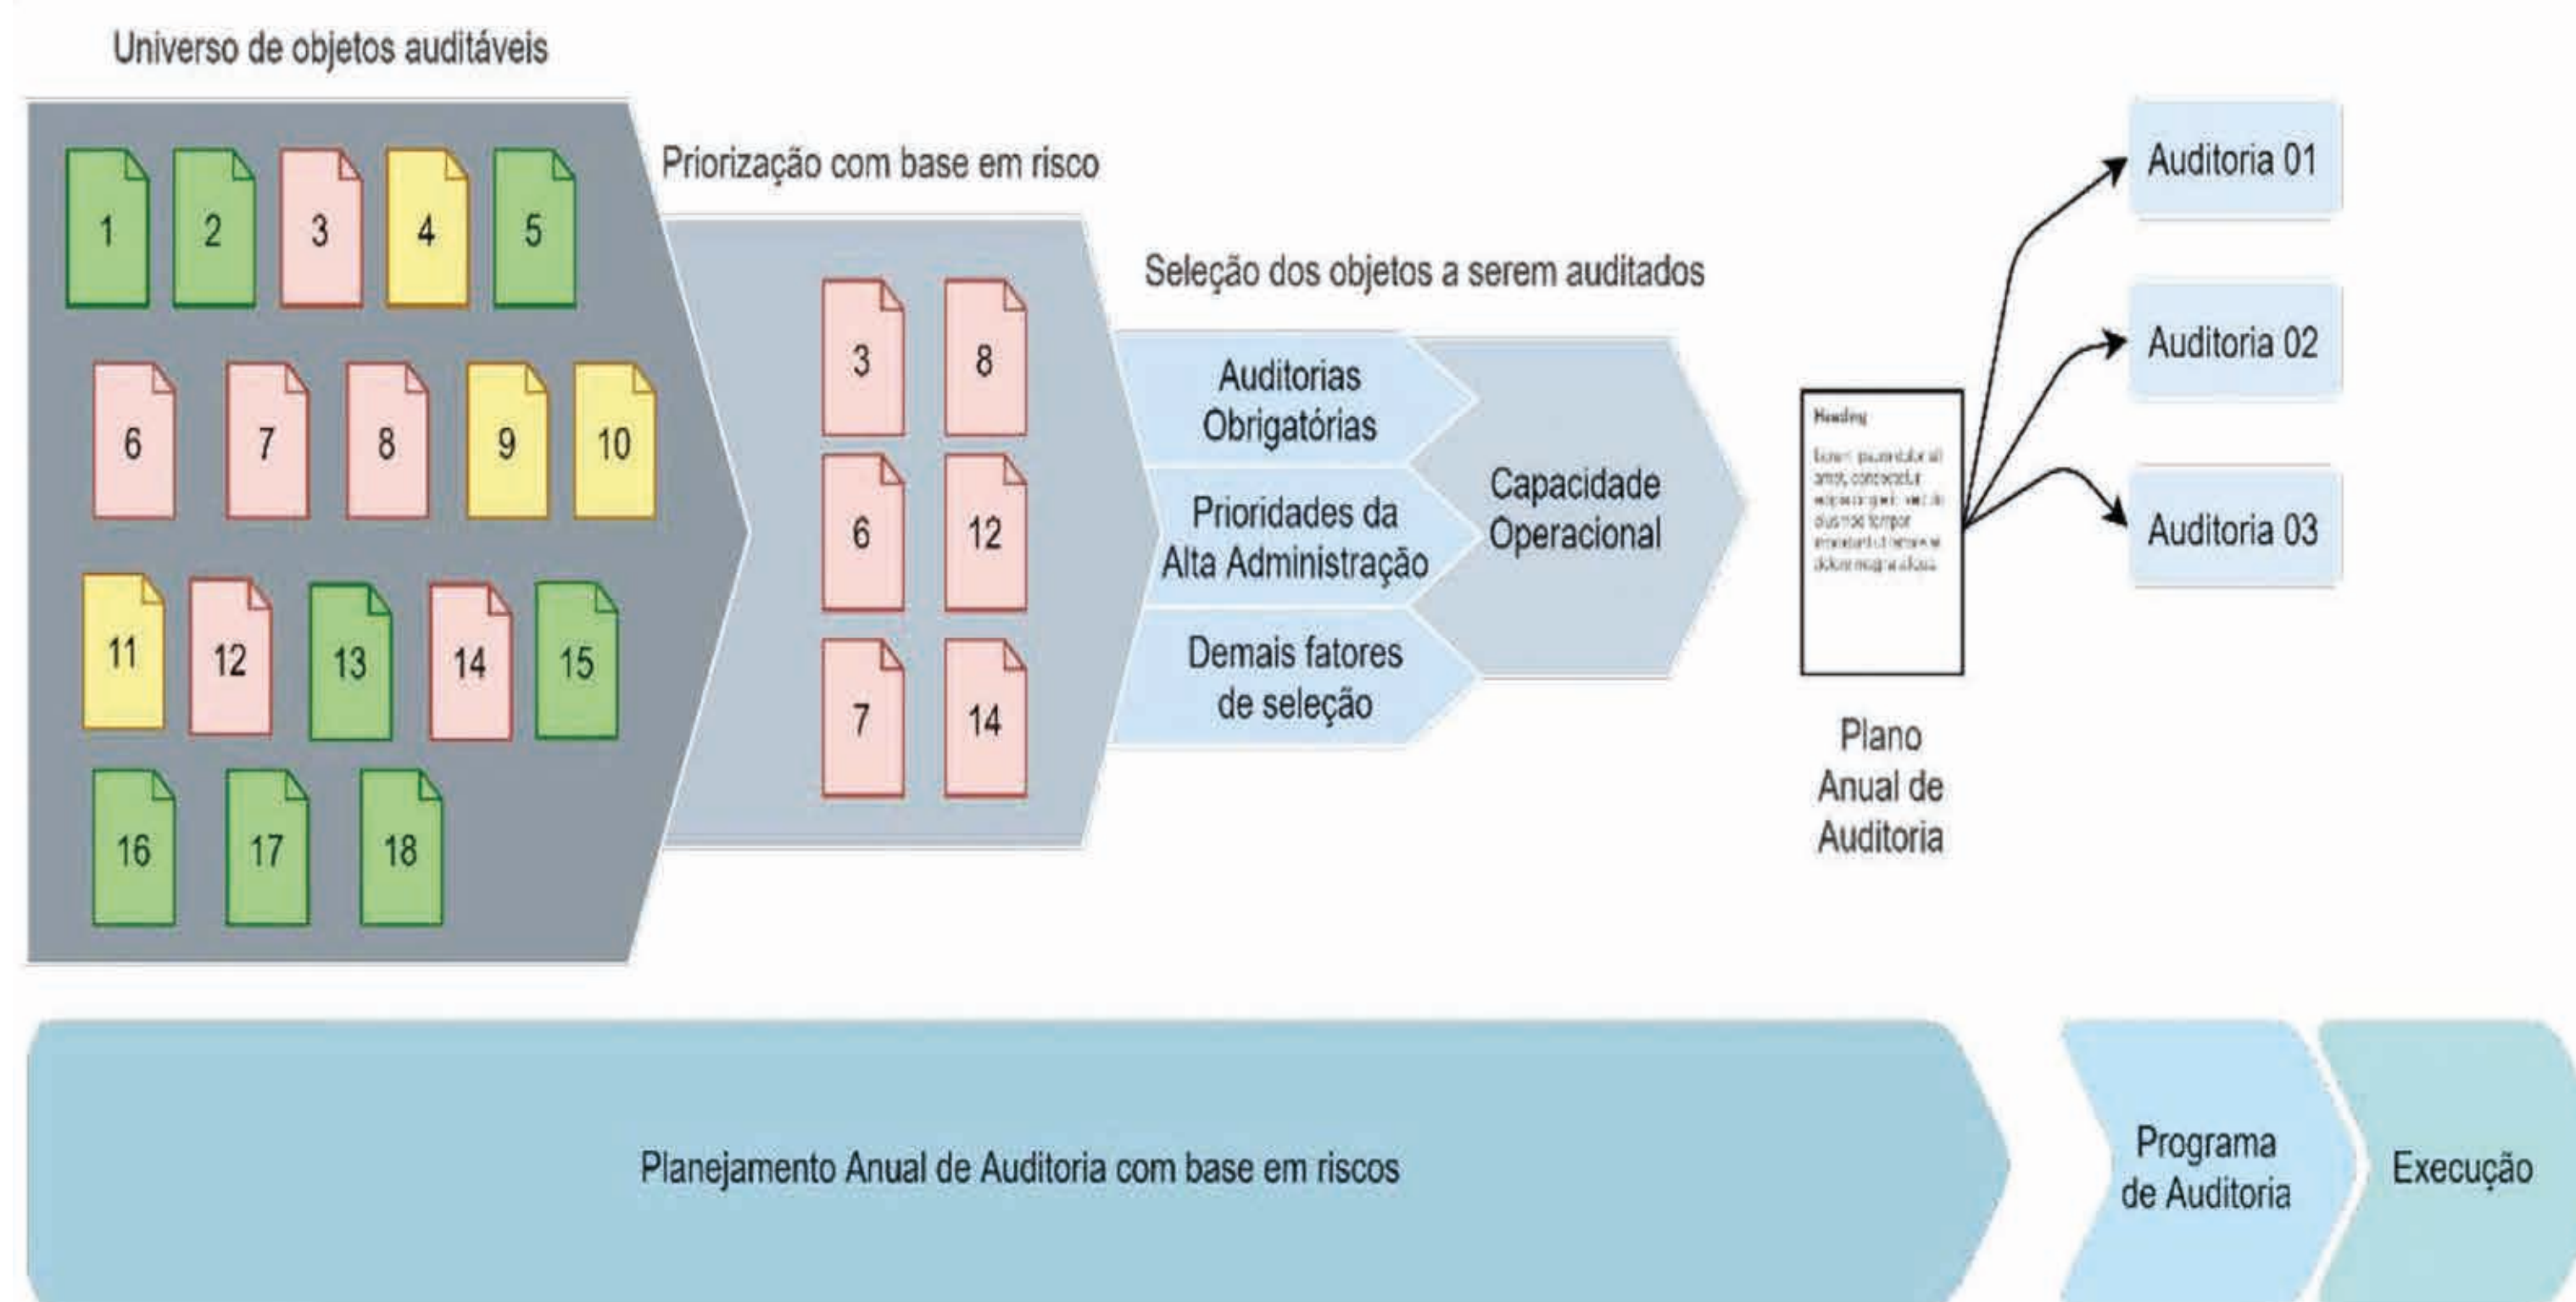 Universo de objetos auditáveis
1 2 3 4 5
6 7 8 9 10
11 12 13 14 15
16 17 18
Priorização com base em risco
3 8
6 12
7 14
Seleção dos objetos a serem auditados
Auditorias
Obrigatórias
Prioridades da
Alta Administração
Demais fatores
de seleção
Capacidade
Operacional
Heading
Plano
Anual de
Auditoria
Auditoria 01
Auditoria 02
Auditoria 03
Planejamento Anual de Auditoria com base em riscos
Programa
de Auditoria
Execução